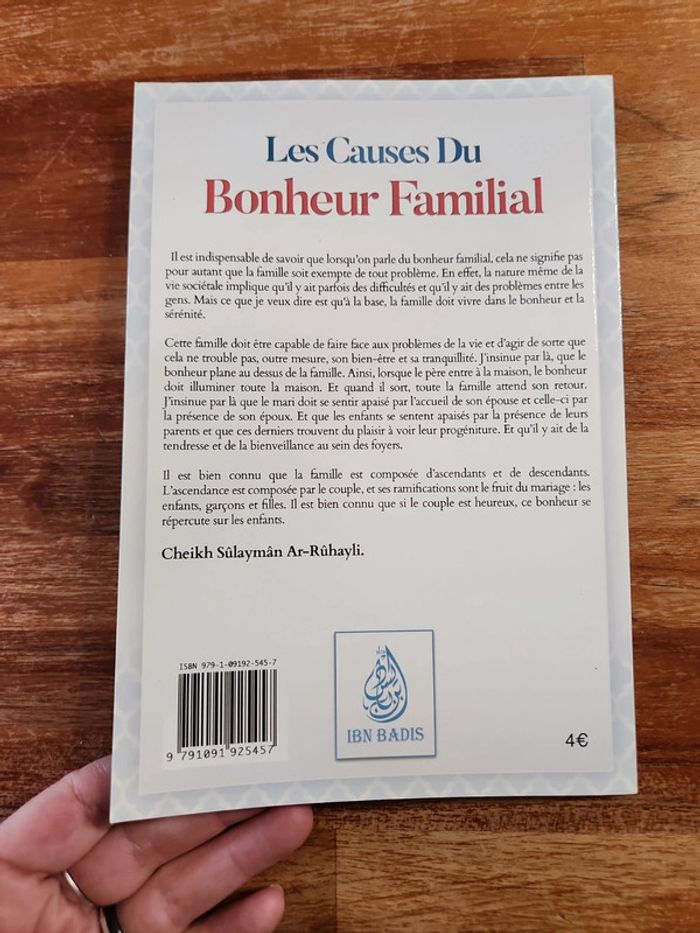 Les Causes Du
Bonheur Familial
Il est indispensable de savoir que lorsqu'on parle du bonheur familial, cela ne signifie pas
pour autant que la famille soit exempte de tout problème. En effet, la nature même de la
vie sociétale implique qu'il y ait parfois des difficultés et qu'il y ait des problèmes entre les
gens. Mais ce que je veux dire est qu'à la base, la famille doit vivre dans le bonheur et la
sérénité.
Cette famille doit être capable de faire face aux problèmes de la vie et d'agir de sorte que
cela ne trouble pas, outre mesure, son bien-être et sa tranquillité. J'insinue par là, que le
bonheur plane au dessus de la famille. Ainsi, lorsque le père entre à la maison, le bonheur
doit illuminer toute la maison. Et quand il sort, toute la famille attend son retour.
J'insinue par là que le mari doit se sentir apaisé par l'accueil de son épouse et celle-ci par
la présence de son époux. Et que les enfants se sentent apaisés par la présence de leurs
parents et que ces derniers trouvent du plaisir à voir leur progéniture. Et qu'il y ait de la
tendresse et de la bienveillance au sein des foyers.
Il est bien connu que la famille est composée d'ascendants et de descendants.
L'ascendance est composée par le couple, et ses ramifications sont le fruit du mariage : les
enfants, garçons et filles. Il est bien connu que si le couple est heureux, ce bonheur se
répercute sur les enfants.
Cheikh Sûlaymân Ar-Rûhayli.
ISBN 979-1-09192-545-7
9 791091 925457
IBN BADIS
4€